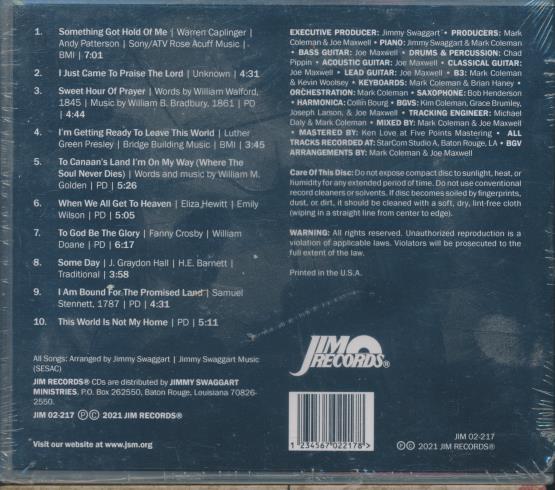 1. Something Got Hold Of Me | Warren Caplinger |
Andy Patterson | Sony/ATV Rose Acuff Music |
BMI | 7:01
2. I Just Came To Praise The Lord | Unknown | 4:31
3. Sweet Hour Of Prayer | Words by William Walford,
1845 | Music by William B. Bradbury, 1861 | PD
| 4:44
4. I'm Getting Ready To Leave This World | Luther
Green Presley | Bridge Building Music | BMI | 3:45
5. To Canaan's Land I'm On My Way (Where The
Soul Never Dies) | Words and music by William M.
Golden | PD | 5:26
6. When We All Get To Heaven | Eliza Hewitt | Emily
Wilson | PD | 5:05
7. To God Be The Glory | Fanny Crosby | William
Doane | PD | 6:17
8. Some Day | J. Graydon Hall | H.E. Barnett |
Traditional | 3:58
9. I Am Bound For The Promised Land | Samuel
Stennett, 1787 | PD | 4:31
10. This World Is Not My Home | PD | 5:11
All Songs: Arranged by Jimmy Swaggart | Jimmy Swaggart Music
(SESAC)
JIM RECORDS® CDs are distributed by JIMMY SWAGGART
MINISTRIES, P.O. Box 262550, Baton Rouge, Louisiana 70826-
2550.
JIM 02-217 ℗© 2021 JIM RECORDS®
Visit our website at www.jsm.org
EXECUTIVE PRODUCER: Jimmy Swaggart • PRODUCERS: Mark
Coleman & Joe Maxwell • PIANO: Jimmy Swaggart & Mark Coleman
• BASS GUITAR: Joe Maxwell • DRUMS & PERCUSSION: Chad
Pippin • ACOUSTIC GUITAR: Joe Maxwell • CLASSICAL GUITAR:
Joe Maxwell • LEAD GUITAR: Joe Maxwell • B3: Mark Coleman
& Kevin Woolsey • KEYBOARDS: Mark Coleman & Brian Haney •
ORCHESTRATION: Mark Coleman • SAXOPHONE: Bob Henderson
• HARMONICA: Collin Bourg • BGVS: Kim Coleman, Grace Brumley,
Joseph Larson, & Joe Maxwell • TRACKING ENGINEER: Michael
Daly & Mark Coleman • MIXED BY: Mark Coleman & Joe Maxwell
• MASTERED BY: Ken Love at Five Points Mastering • ALL
TRACKS RECORDED AT: StarCom Studio A, Baton Rouge, LA • BGV
ARRANGEMENTS BY: Mark Coleman & Joe Maxwell
Care Of This Disc: Do not expose compact disc to sunlight, heat, or
humidity for any extended period of time. Do not use conventional
record cleaners or solvents. If disc becomes soiled by fingerprints,
dust, or dirt, it should be cleaned with a soft, dry, lint-free cloth
(wiping in a straight line from center to edge).
WARNING: All rights reserved. Unauthorized reproduction is a
violation of applicable laws. Violators will be prosecuted to the
full extent of the law.
Printed in the U.S.A.
JIM
RECORDS®
1 234567 022178 >
JIM 02-217
℗© 2021 JIM RECORDS®